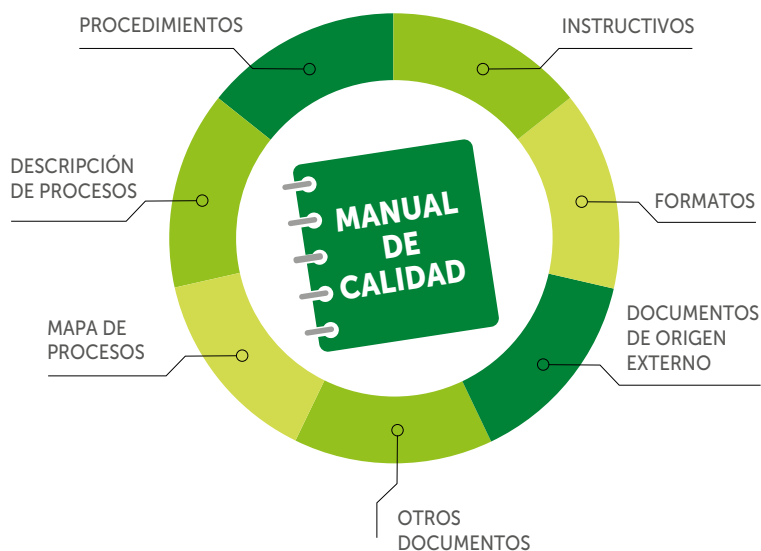 PROCEDIMIENTOS
INSTRUCTIVOS
DESCRIPCIÓN
DE PROCESOS
FORMATOS
MANUAL
DE
CALIDAD
MAPA DE
PROCESOS
DOCUMENTOS
DE ORIGEN
EXTERNO
OTROS
DOCUMENTOS